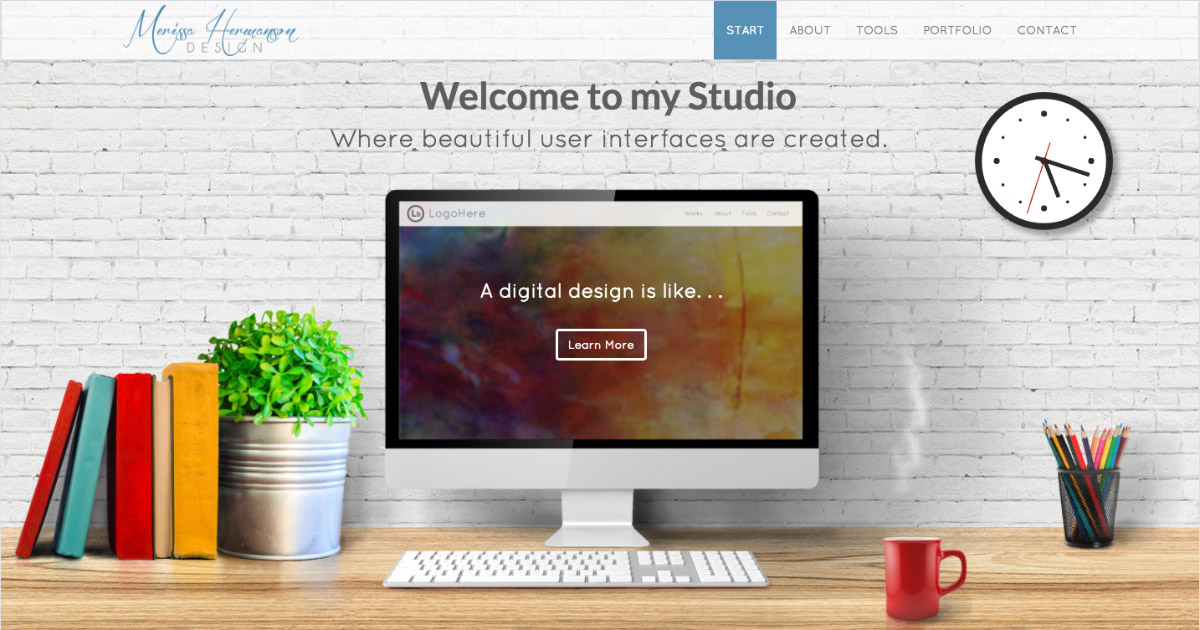 Merissa Hermanson
DESIGN
START ABOUT TOOLS PORTFOLIO CONTACT
Welcome to my Studio
Where beautiful user interfaces are created.
Lh LogoHere
Works About Tools Contact
A digital design is like. . .
Learn More